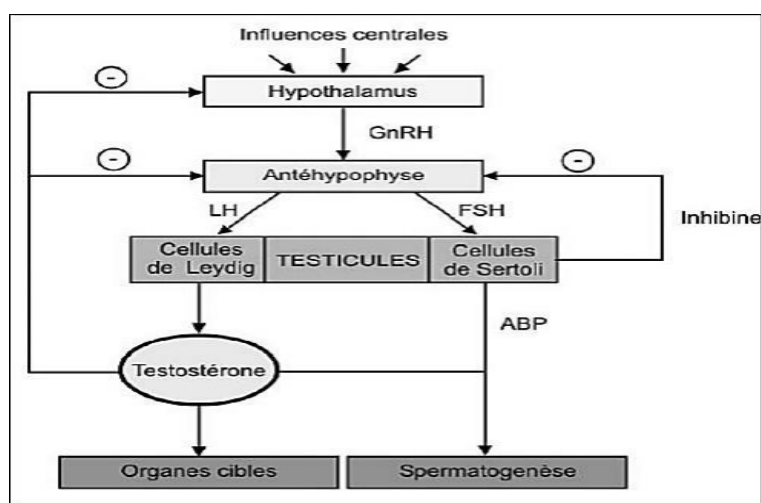 Influences centrales
-
Hypothalamus
GnRH
-
-
Antéhypophyse
LH
FSH
Inhibine
Cellules
de Leydig
TESTICULES
Cellules
de Sertoli
ABP
Testostérone
Organes cibles
Spermatogenèse